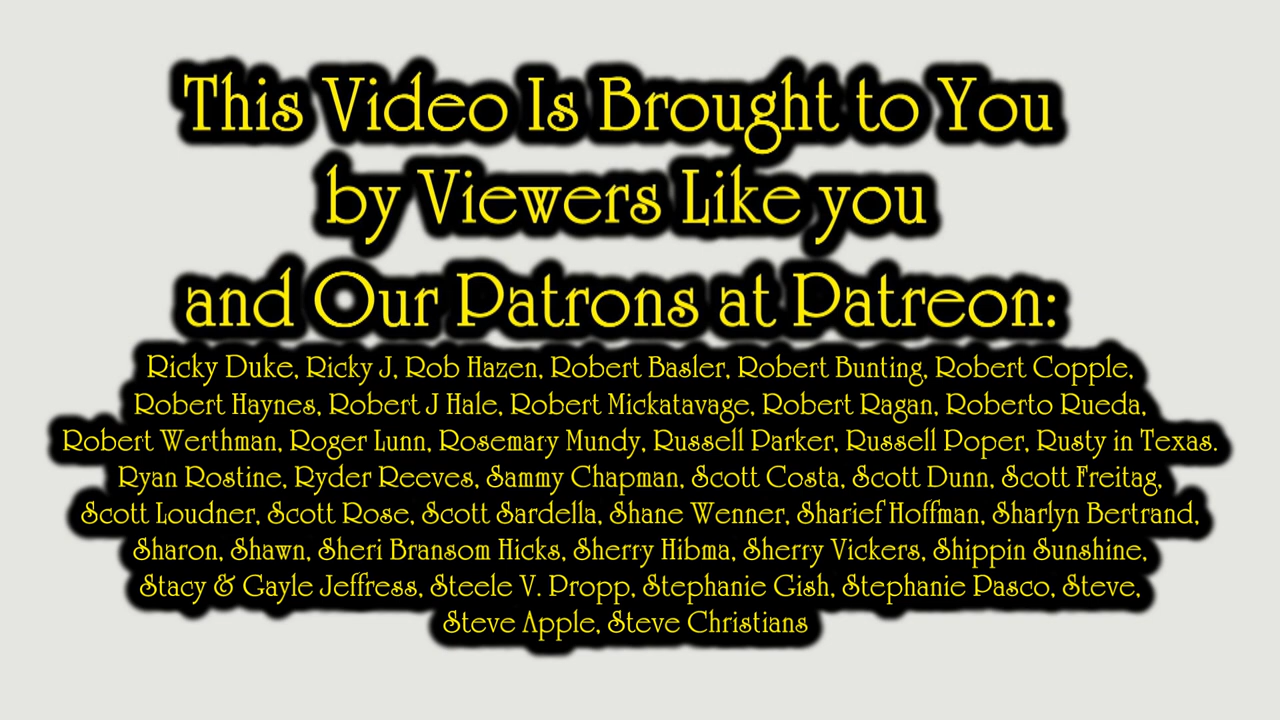 This Video Is Brought to You
by Viewers Like you
and Our Patrons at Patreon:
Ricky Duke, Ricky J, Rob Hazen, Robert Basler, Robert Bunting, Robert Copple,
Robert Haynes, Robert J Hale, Robert Mickatavage, Robert Ragan, Roberto Rueda,
Robert Werthman, Roger Lunn, Rosemary Mundy, Russell Parker, Russell Poper, Rusty in Texas.
Ryan Rostine, Ryder Reeves, Sammy Chapman, Scott Costa, Scott Dunn, Scott Freitag,
Scott Loudner, Scott Rose, Scott Sardella, Shane Wenner, Sharief Hoffman, Sharlyn Bertrand,
Sharon, Shawn, Sheri Bransom Hicks, Sherry Hibma, Sherry Vickers, Shippin Sunshine,
Stacy & Gayle Jeffress, Steele V. Propp, Stephanie Gish, Stephanie Pasco, Steve,
Steve Apple, Steve Christians